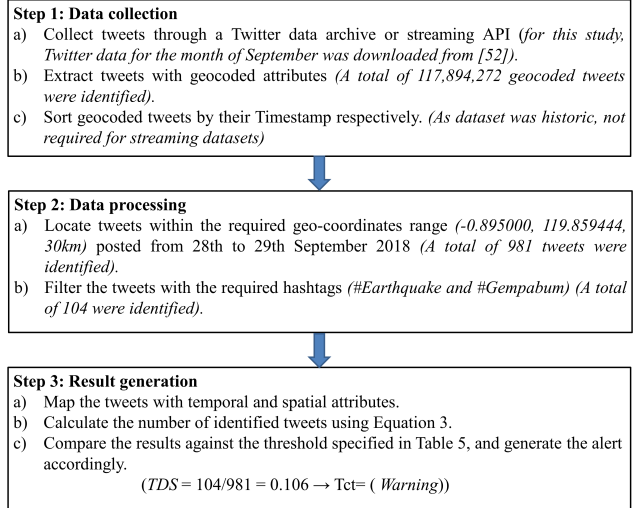 Step 1: Data collection
a) Collect tweets through a Twitter data archive or streaming API (for this study,
Twitter data for the month of September was downloaded from [52]).
b) Extract tweets with geocoded attributes (A total of 117,894,272 geocoded tweets
were identified).
c) Sort geocoded tweets by their Timestamp respectively. (As dataset was historic, not
required for streaming datasets)
Step 2: Data processing
a) Locate tweets within the required geo-coordinates range (-0.895000, 119.859444,
30km) posted from 28th to 29th September 2018 (A total of 981 tweets were
identified).
b) Filter the tweets with the required hashtags (#Earthquake and #Gempabum) (A total
of 104 were identified).
Step 3: Result generation
a) Map the tweets with temporal and spatial attributes.
b) Calculate the number of identified tweets using Equation 3.
c) Compare the results against the threshold specified in Table 5, and generate the alert
accordingly.
(TDS = 104/981 = 0.106 → Tct= ( Warning))